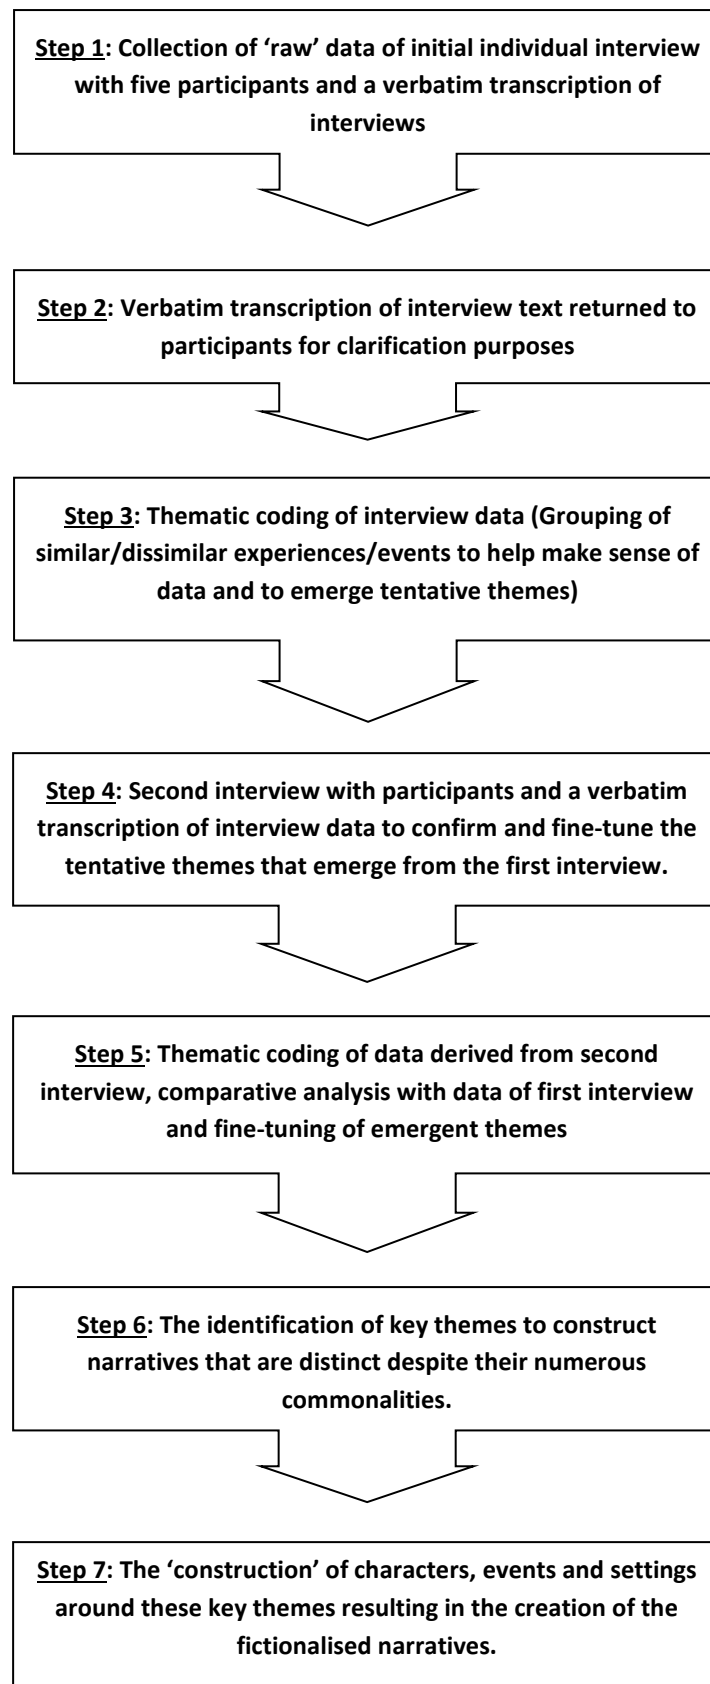 Step 1: Collection of ‘raw’ data of initial individual interview
with five participants and a verbatim transcription of
interviews
Step 2: Verbatim transcription of interview text returned to
participants for clarification purposes
Step 3: Thematic coding of interview data (Grouping of
similar/dissimilar experiences/events to help make sense of
data and to emerge tentative themes)
Step 4: Second interview with participants and a verbatim
transcription of interview data to confirm and fine-tune the
tentative themes that emerge from the first interview.
Step 5: Thematic coding of data derived from second
interview, comparative analysis with data of first interview
and fine-tuning of emergent themes
Step 6: The identification of key themes to construct
narratives that are distinct despite their numerous
commonalities.
Step 7: The ‘construction’ of characters, events and settings
around these key themes resulting in the creation of the
fictionalised narratives.